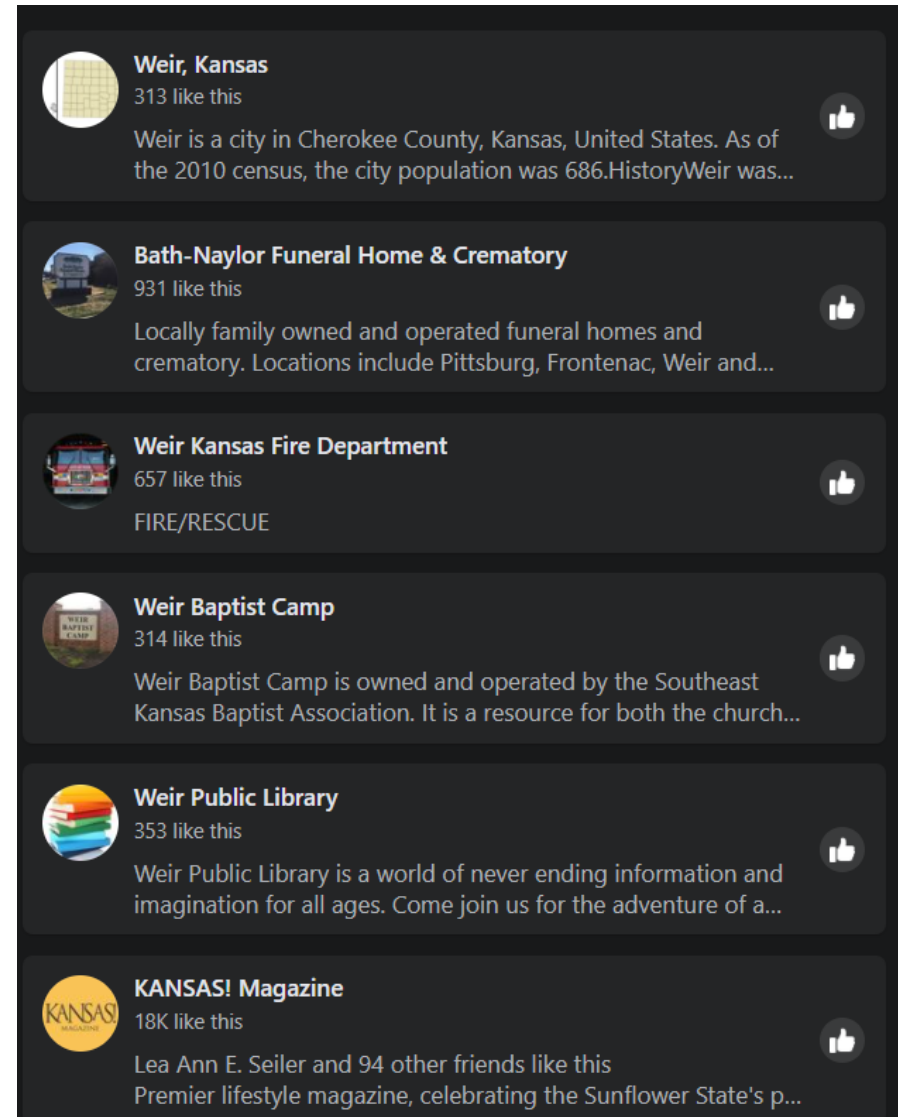 Weir, Kansas
313 like this
Weir is a city in Cherokee County, Kansas, United States. As of
the 2010 census, the city population was 686.HistoryWeir was...
Bath-Naylor Funeral Home & Crematory
931 like this
Locally family owned and operated funeral homes and
crematory. Locations include Pittsburg, Frontenac, Weir and...
Weir Kansas Fire Department
657 like this
FIRE/RESCUE
WEIR
BAPTIST
CAMP
Weir Baptist Camp
314 like this
Weir Baptist Camp is owned and operated by the Southeast
Kansas Baptist Association. It is a resource for both the church...
Weir Public Library
353 like this
Weir Public Library is a world of never ending information and
imagination for all ages. Come join us for the adventure of a...
KANSAS!
MAGAZINE
KANSAS! Magazine
18K like this
Lea Ann E. Seiler and 94 other friends like this
Premier lifestyle magazine, celebrating the Sunflower State's p...